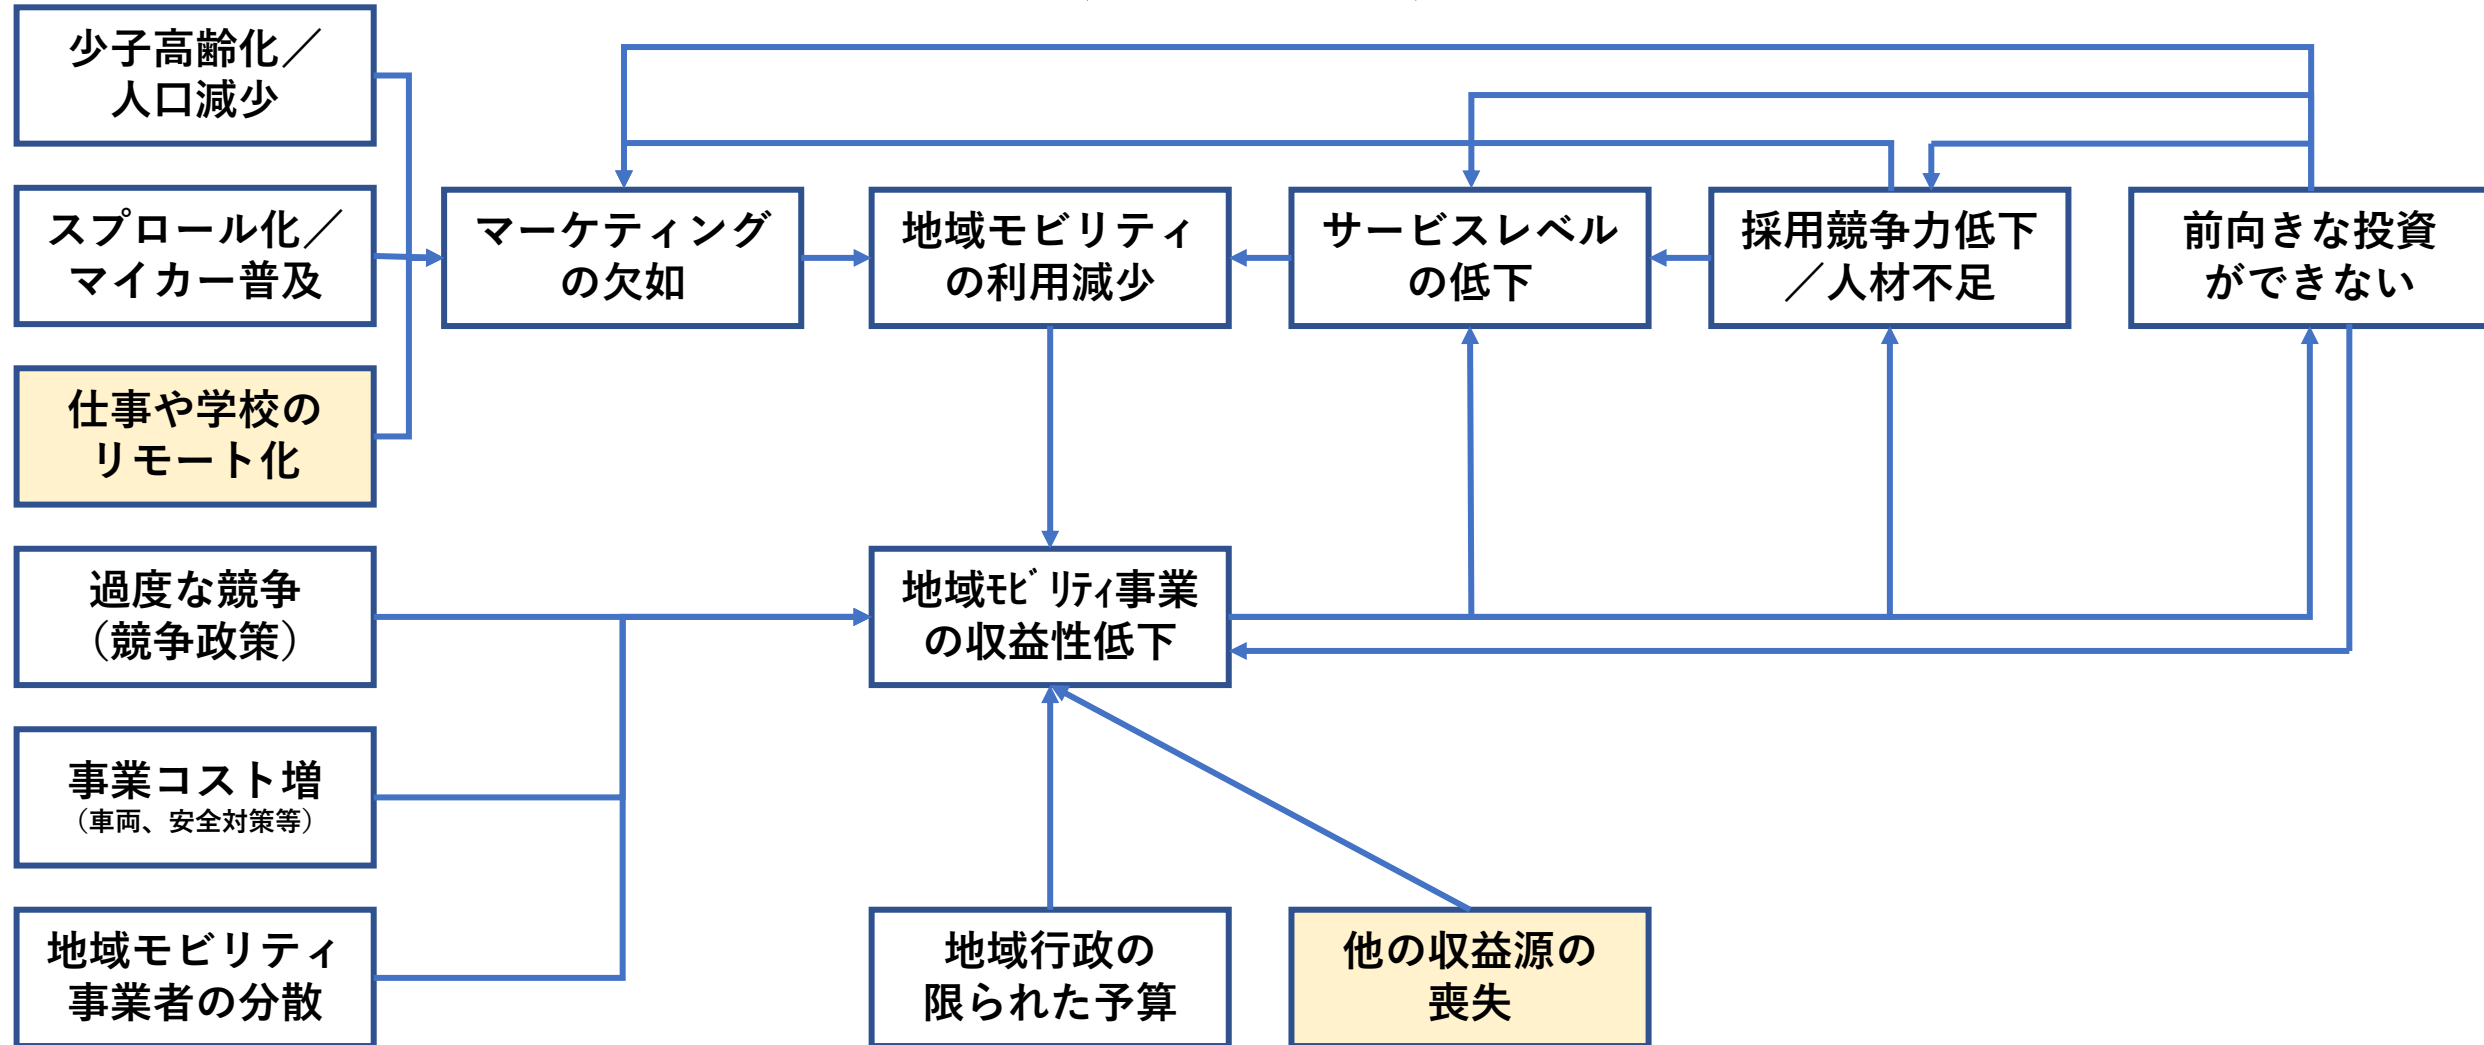 少子高齢化／
人口減少
スプロール化／
マイカー普及
仕事や学校の
リモート化
過度な競争
（競争政策）
事業コスト増
（車両、安全対策等）
地域モビリティ
事業者の分散
マーケティング
の欠如
地域モビリティ
の利用減少
サービスレベル
の低下
採用競争力低下
／人材不足
前向きな投資
ができない
地域ﾓﾋﾞﾘﾃｨ事業
の収益性低下
地域行政の
限られた予算
他の収益源の
喪失